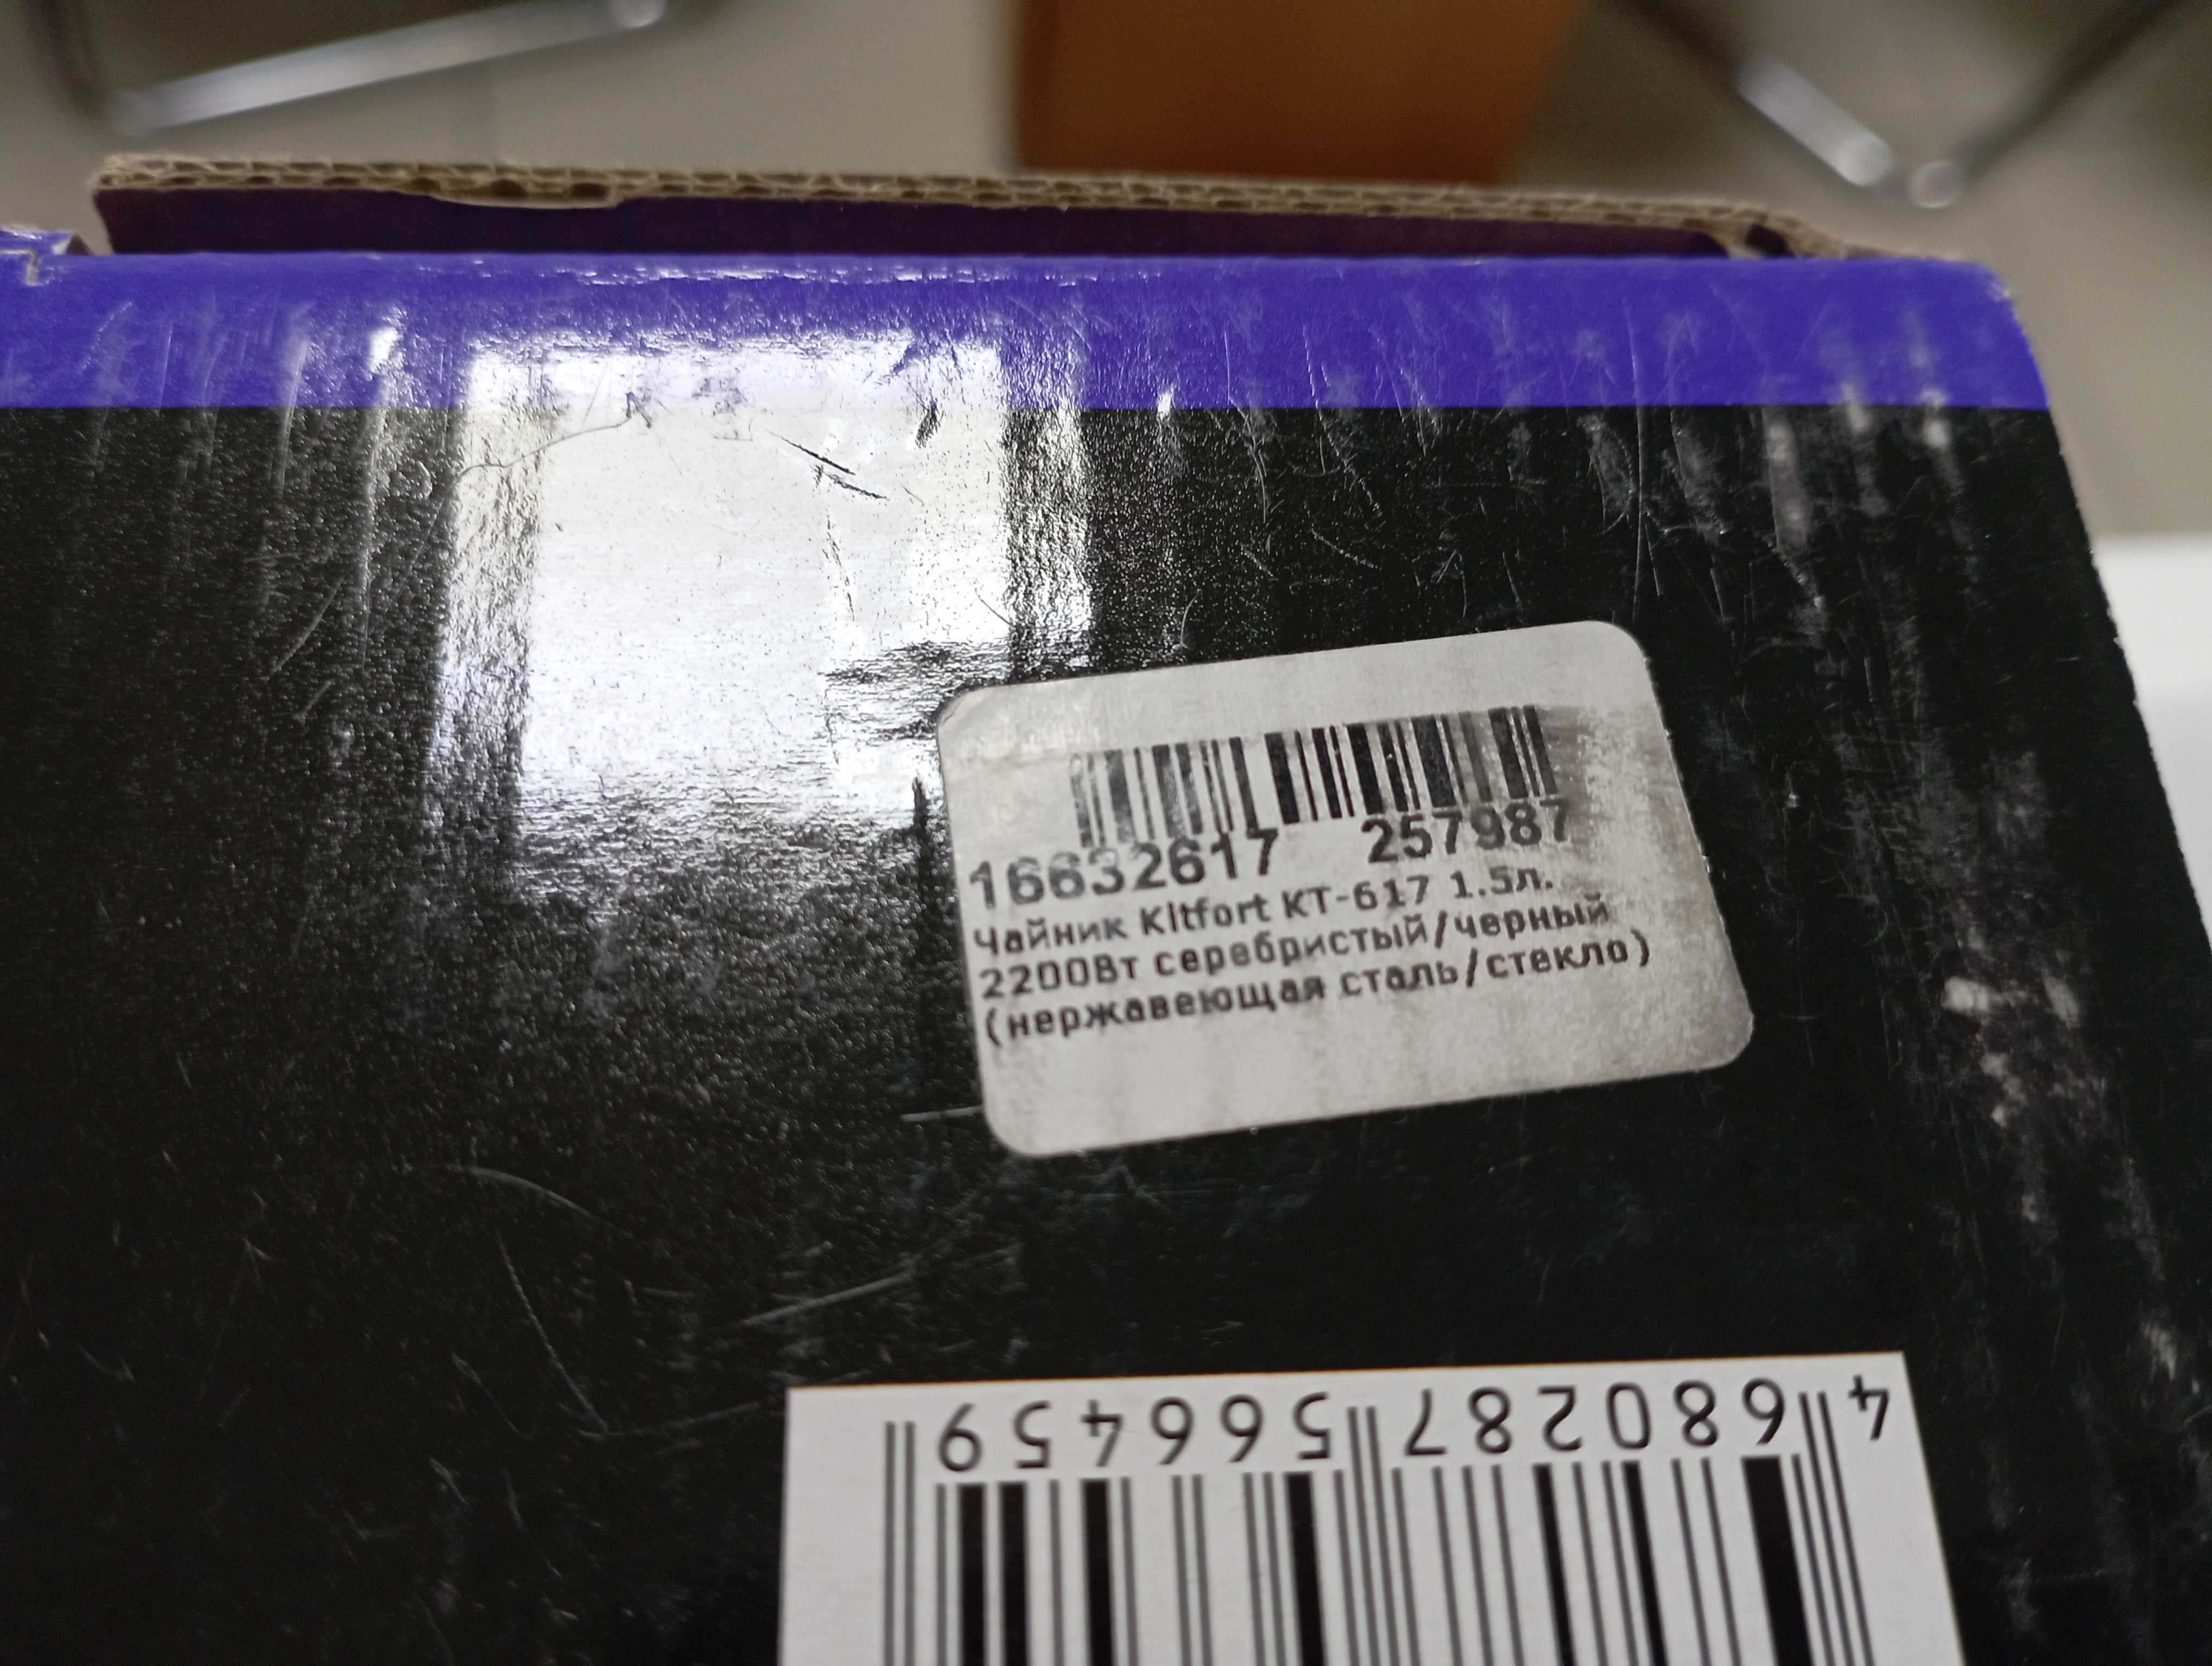 16632617 257987
Чайник Kitfort КТ-617 1.5л.
2200Вт серебристый/черный
(нержавеющая сталь/стекло)
4 680287 566459